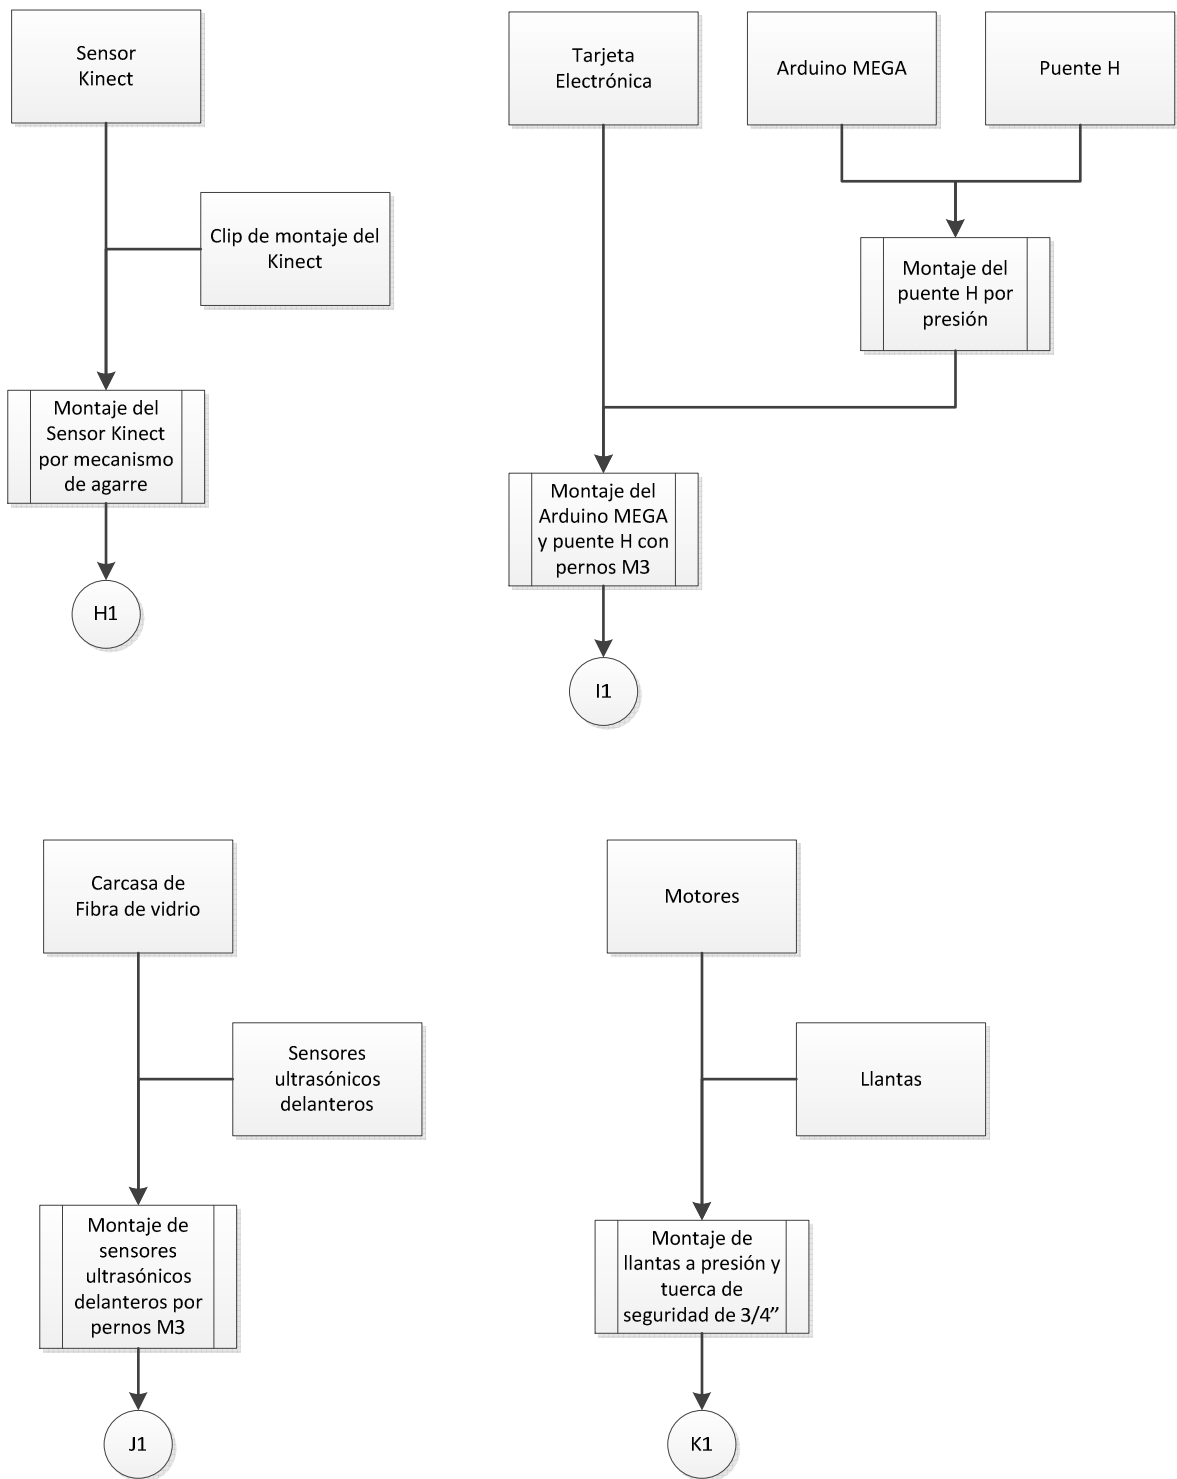 Sensor
Kinect
Tarjeta
Electrónica
Arduino MEGA
Puente H
Clip de montaje del
Kinect
Montaje del
puente H por
presión
Montaje del
Sensor Kinect
por mecanismo
de agarre
Montaje del
Arduino MEGA
y puente H con
pernos M3
H1
I1
Carcasa de
Fibra de vidrio
Motores
Sensores
ultrasónicos
delanteros
Llantas
Montaje de
sensores
ultrasónicos
delanteros por
pernos M3
Montaje de
llantas a presión y
tuerca de
seguridad de 3/4”
J1
K1